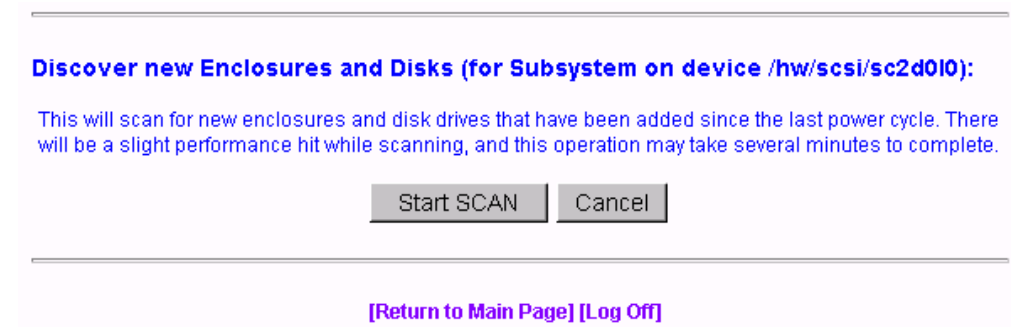 Discover new Enclosures and Disks (for Subsystem on device /hw/scsi/sc2d0l0):
This will scan for new enclosures and disk drives that have been added since the last power cycle. There
will be a slight performance hit while scanning, and this operation may take several minutes to complete.
Start SCAN Cancel
[Return to Main Page] [Log Off]